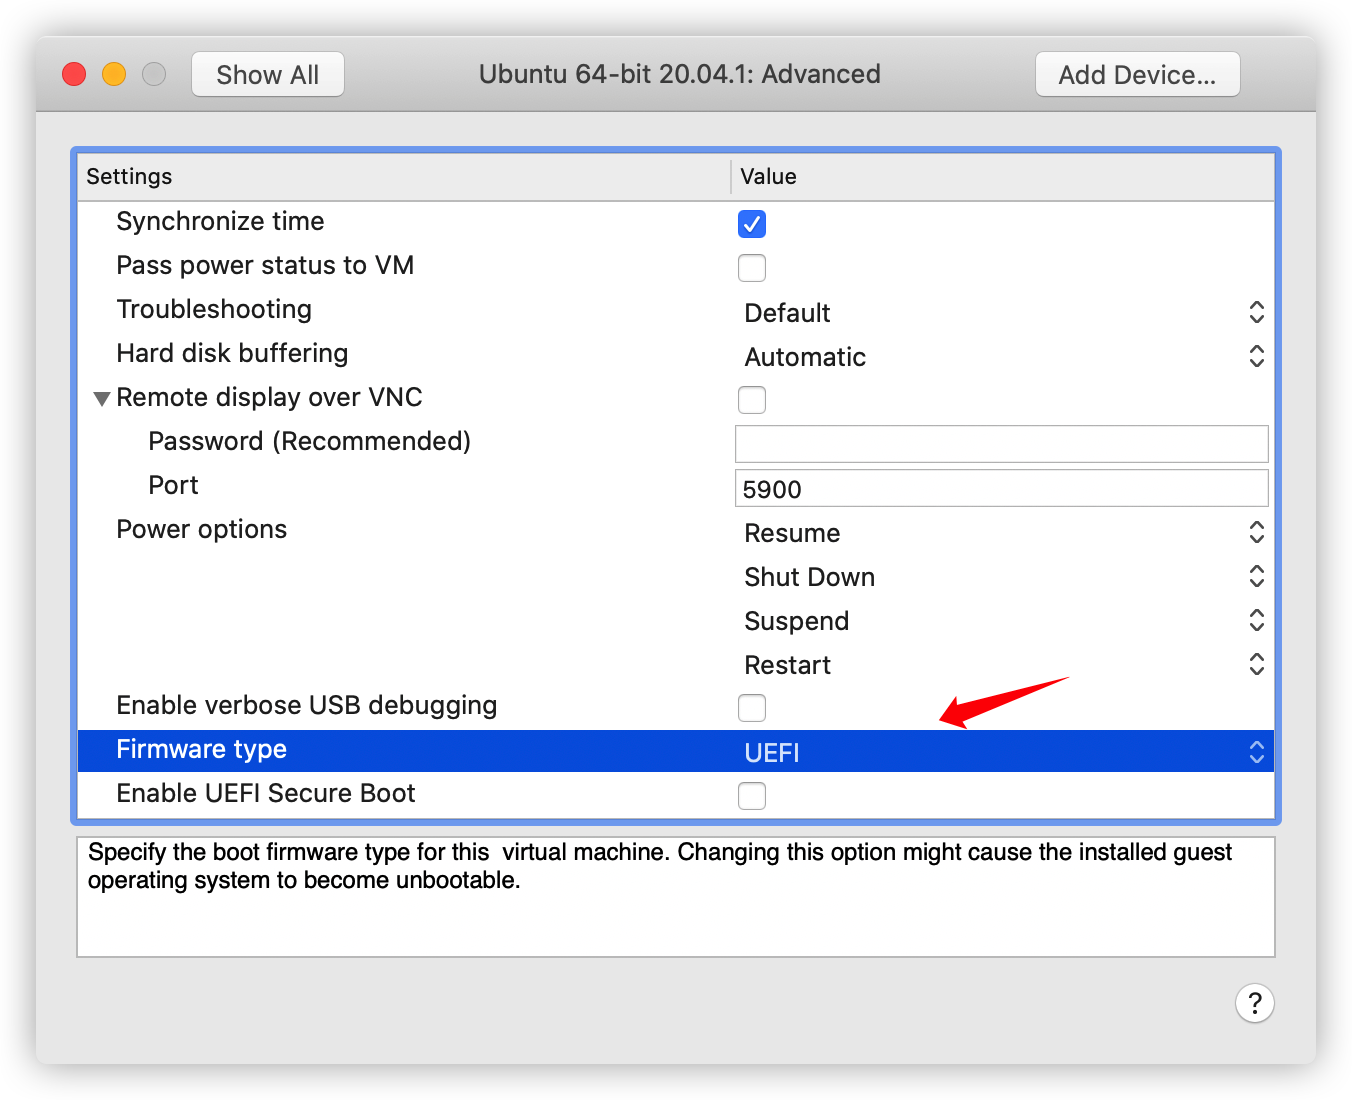 Show All
Ubuntu 64-bit 20.04.1: Advanced
Add Device...
Settings
Value
Synchronize time
Pass power status to VM
Troubleshooting
Default
Hard disk buffering
Automatic
Remote display over VNC
Password (Recommended)
Port
5900
Power options
Resume
Shut Down
Suspend
Restart
Enable verbose USB debugging
Firmware type
UEFI
Enable UEFI Secure Boot
Specify the boot firmware type for this  virtual machine. Changing this option might cause the installed guest
operating system to become unbootable.
?